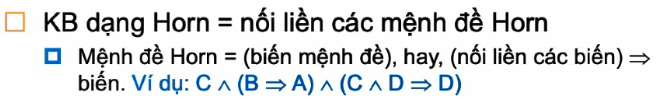 KB dạng Horn = nối liền các mệnh đề Horn
Mệnh đề Horn = (biến mệnh đề), hay, (nối liền các biến) ⇒
biến. Ví dụ: C ∧ (B ⇒ A) ∧ (C ∧ D ⇒ D)